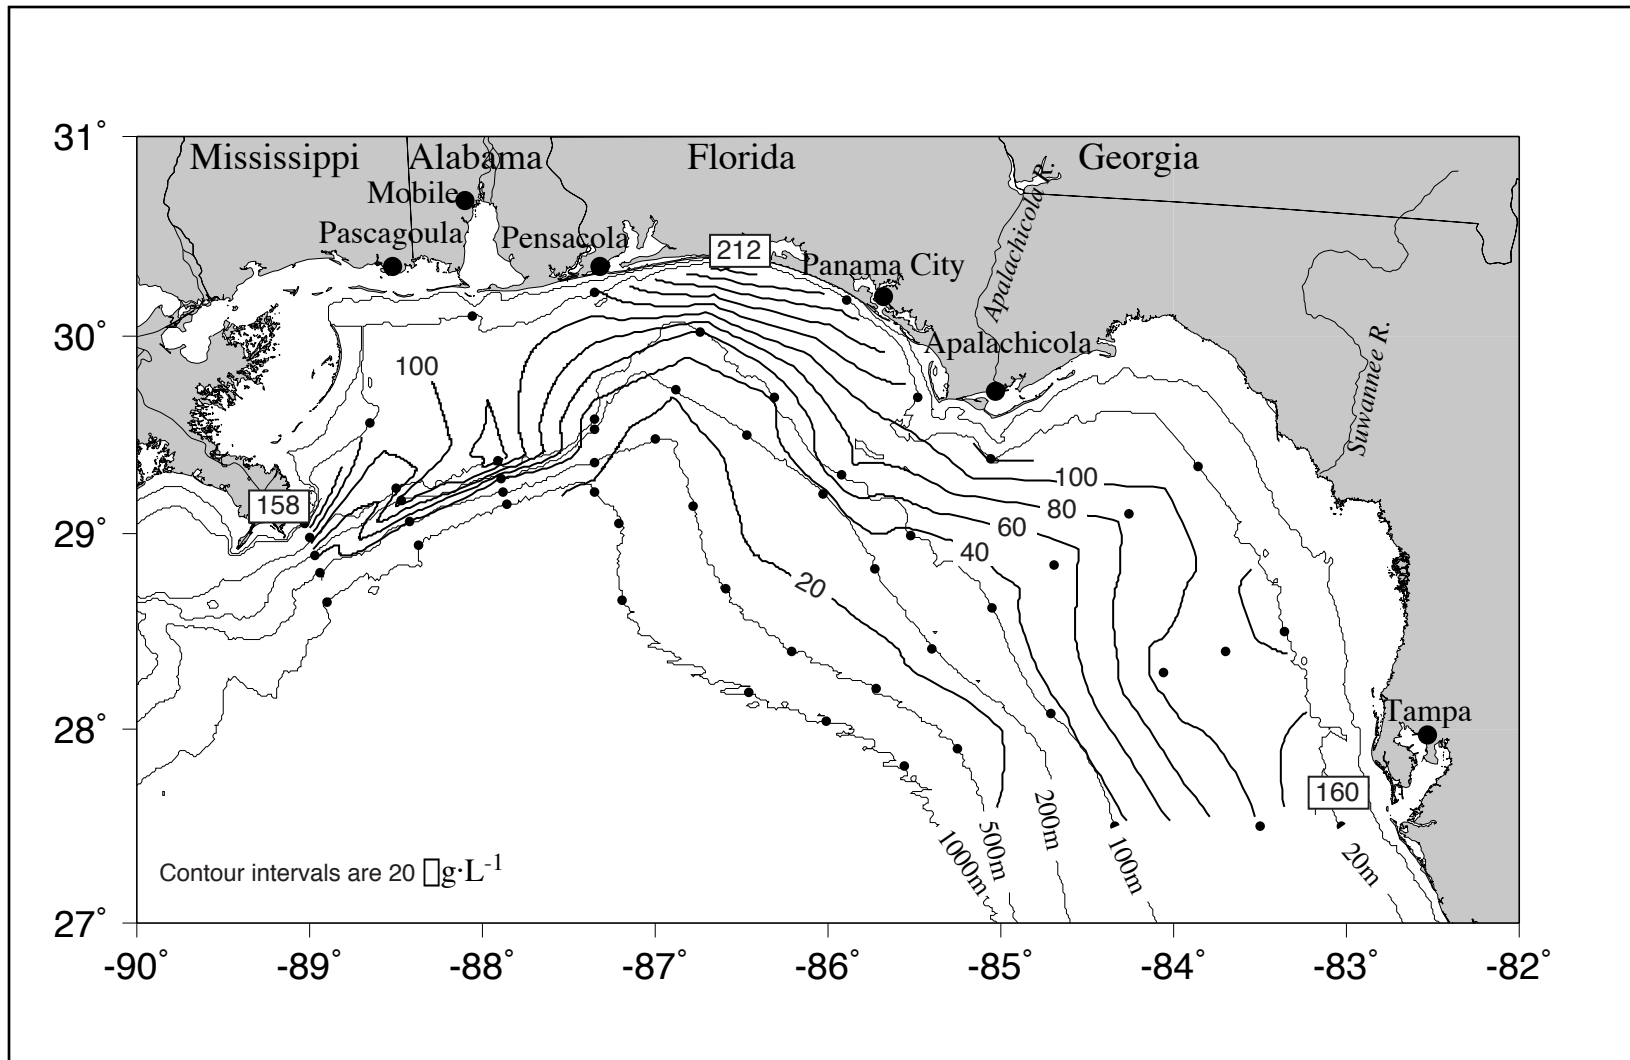 31°
Mississippi Alabama Florida Georgia
Mobile
Apalachicola R.
Pascagoula Pensacola
212
Panama City
30°
Apalachicola
Suwannee R.
100
100
158
80
29°
60
40
20
28°
Tampa
160
200m
500m
1000m
100m
20m
Contour intervals are 20 □g·L-1
27°
-90° -89° -88° -87° -86° -85° -84° -83° -82°